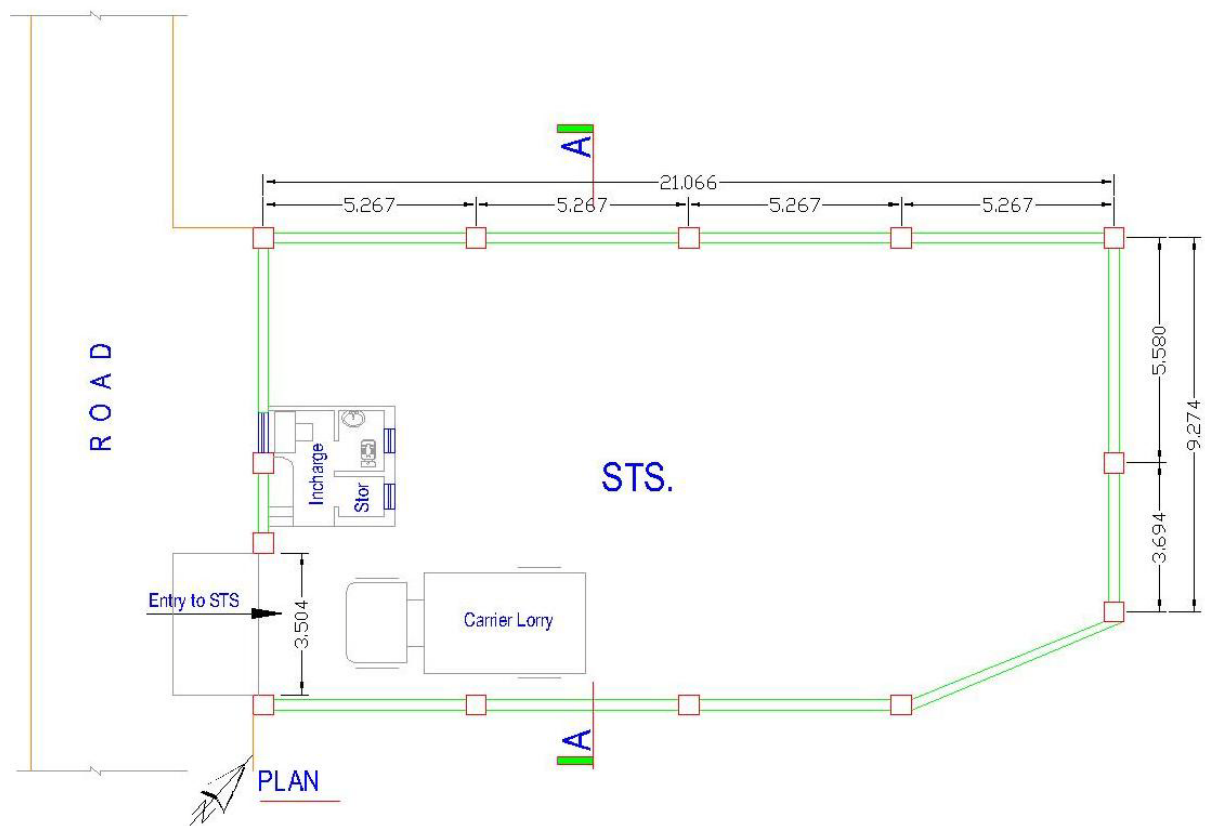 A
21.066
5.267
5.267
5.267
5.267
5.580
9.274
3.694
ROAD
Incharge
Stor
STS.
Entry to STS
3.504
Carrier Lorry
A
PLAN
N